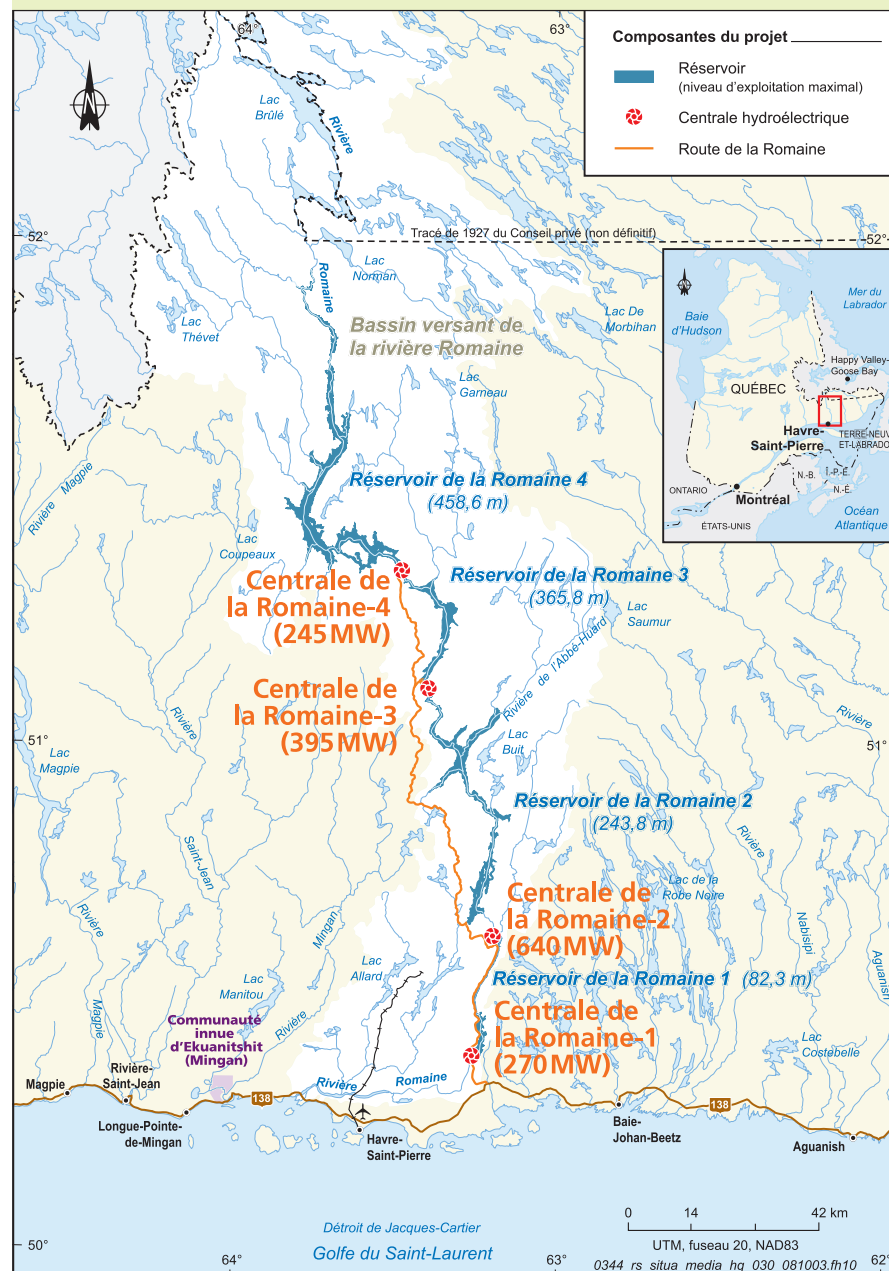 64°
63°
Composantes du projet
Réservoir
(niveau d'exploitation maximal)
Centrale hydroélectrique
Route de la Romaine
N
Lac
Brûlé
Rivière
52°
Tracé de 1927 du Conseil privé (non définitif)
52°
Romaine
Lac
Norman
Lac
Thévet
Bassin versant de
la rivière Romaine
Lac De
Morbihan
Lac
Garneau
Baie
d'Hudson
Mer du
Labrador
Happy Valley-
Goose Bay
QUÉBEC
Havre-
Saint-Pierre
TERRE-NEUVE
ET-LABRADOR
N.-B.
Î.-P.-É.
N.-É.
ONTARIO
Montréal
ÉTATS-UNIS
Océan
Atlantique
Rivière Magpie
Réservoir de la Romaine 4
(458,6 m)
Lac
Coupeaux
Centrale de
la Romaine-4
(245 MW)
Réservoir de la Romaine 3
(365,8 m)
Lac
Saumur
Rivière de l'Abbé-Huard
Centrale de
la Romaine-3
(395 MW)
Rivière
Rivière
51°
51°
Lac
Magpie
Lac
Buit
Réservoir de la Romaine 2
(243,8 m)
Saint-Jean
Rivière
Lac de la
Robe Noire
Centrale de
la Romaine-2
(640 MW)
Mingan
Nabisipi
Rivière
Lac
Allard
Aguanish
Réservoir de la Romaine 1 (82,3 m)
Lac
Manitou
Rivière
Magpie
Communauté
innue
d'Ekuanitshit
(Mingan)
Centrale de
la Romaine-1
(270 MW)
Lac
Costebelle
Rivière Romaine
Magpie
Rivière-
Saint-Jean
138
138
Longue-Pointe-
de-Mingan
Havre-
Saint-Pierre
Baie-
Johan-Beetz
Aguanish
0 14 42 km
Détroit de Jacques-Cartier
Golfe du Saint-Laurent
UTM, fuseau 20, NAD83
0344_rs_situa_media_hq_030_081003.fh10
50°
64°
63°
62°